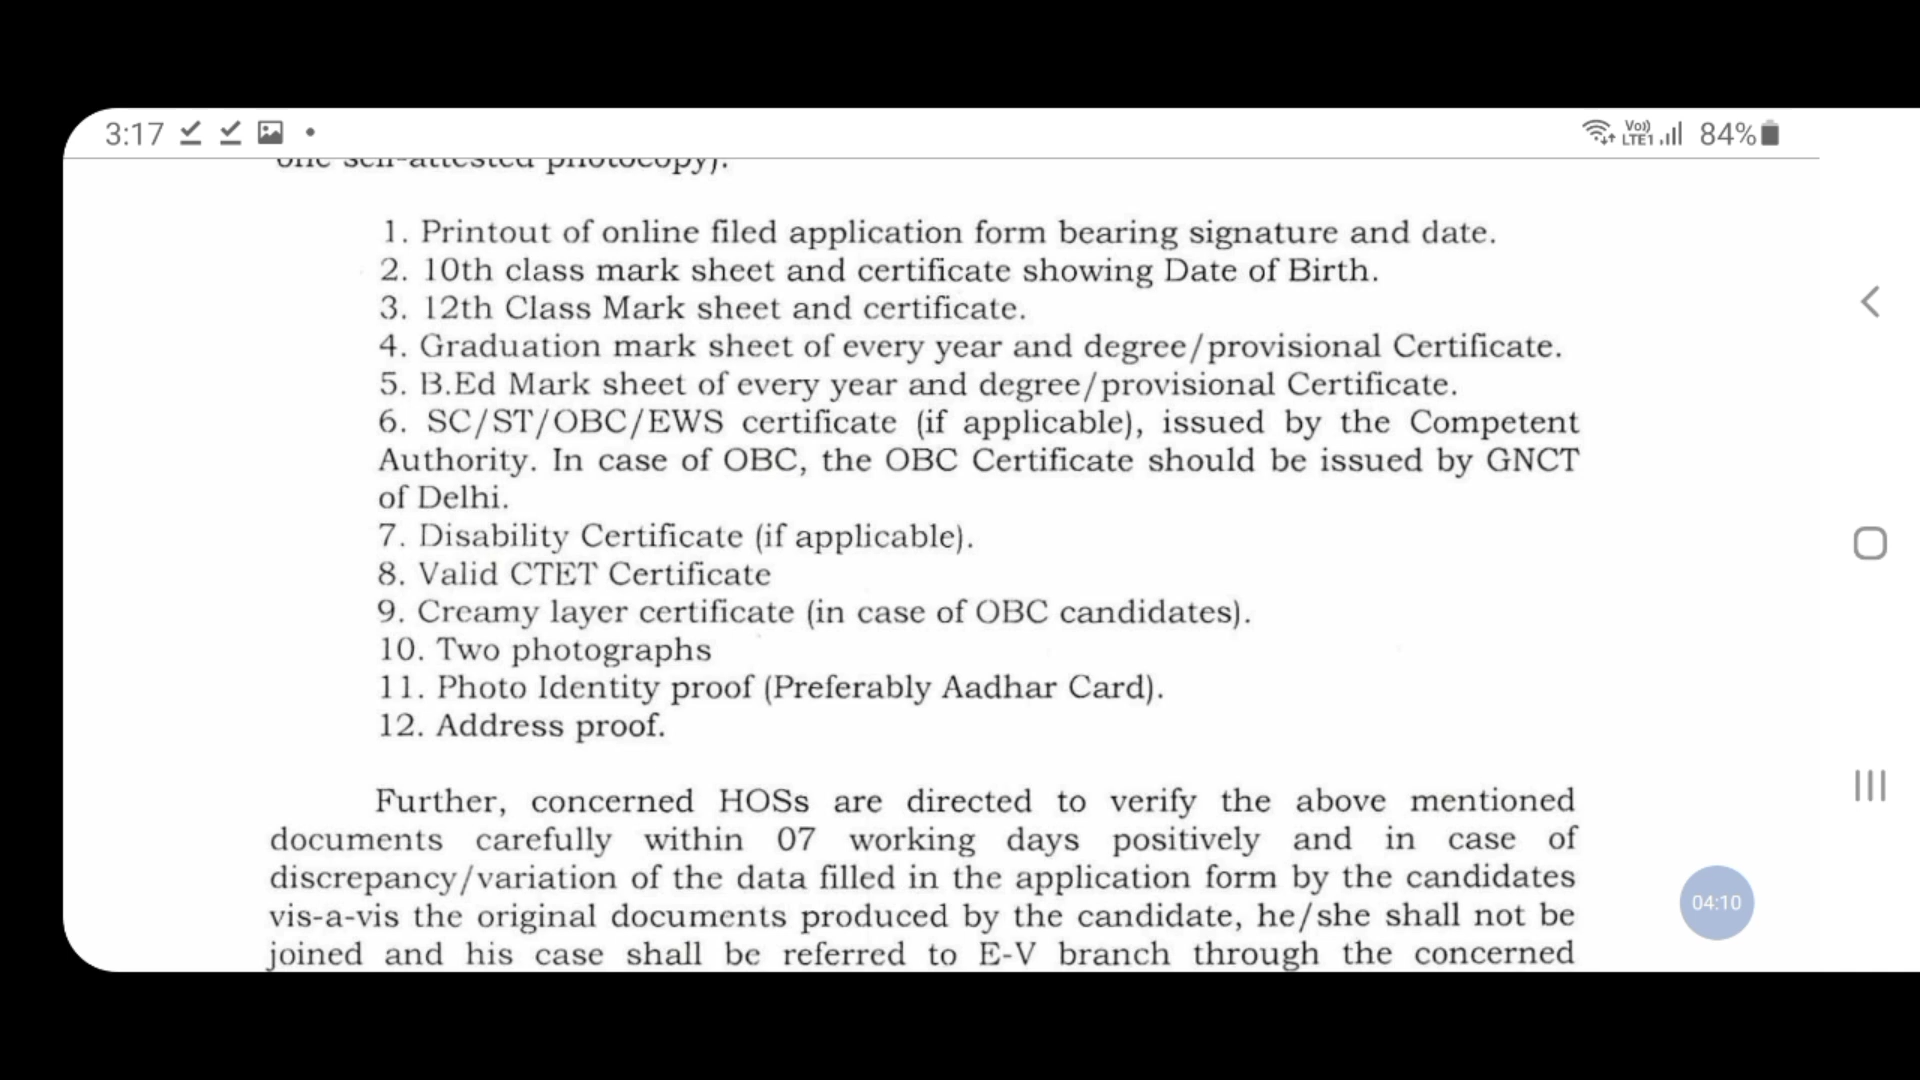 3:17
Vo)) LTE1 84%
one self-attested photocopy).
1. Printout of online filed application form bearing signature and date.
2. 10th class mark sheet and certificate showing Date of Birth.
3. 12th Class Mark sheet and certificate.
4. Graduation mark sheet of every year and degree/provisional Certificate.
5. B.Ed Mark sheet of every year and degree/provisional Certificate.
6. SC/ST/OBC/EWS certificate (if applicable), issued by the Competent
Authority. In case of OBC, the OBC Certificate should be issued by GNCT
of Delhi.
7. Disability Certificate (if applicable).
8. Valid CTET Certificate
9. Creamy layer certificate (in case of OBC candidates).
10. Two photographs
11. Photo Identity proof (Preferably Aadhar Card).
12. Address proof.
Further, concerned HOSs are directed to verify the above mentioned
documents carefully within 07 working days positively and in case of
discrepancy/variation of the data filled in the application form by the candidates
vis-a-vis the original documents produced by the candidate, he/she shall not be
joined and his case shall be referred to E-V branch through the concerned
04:10